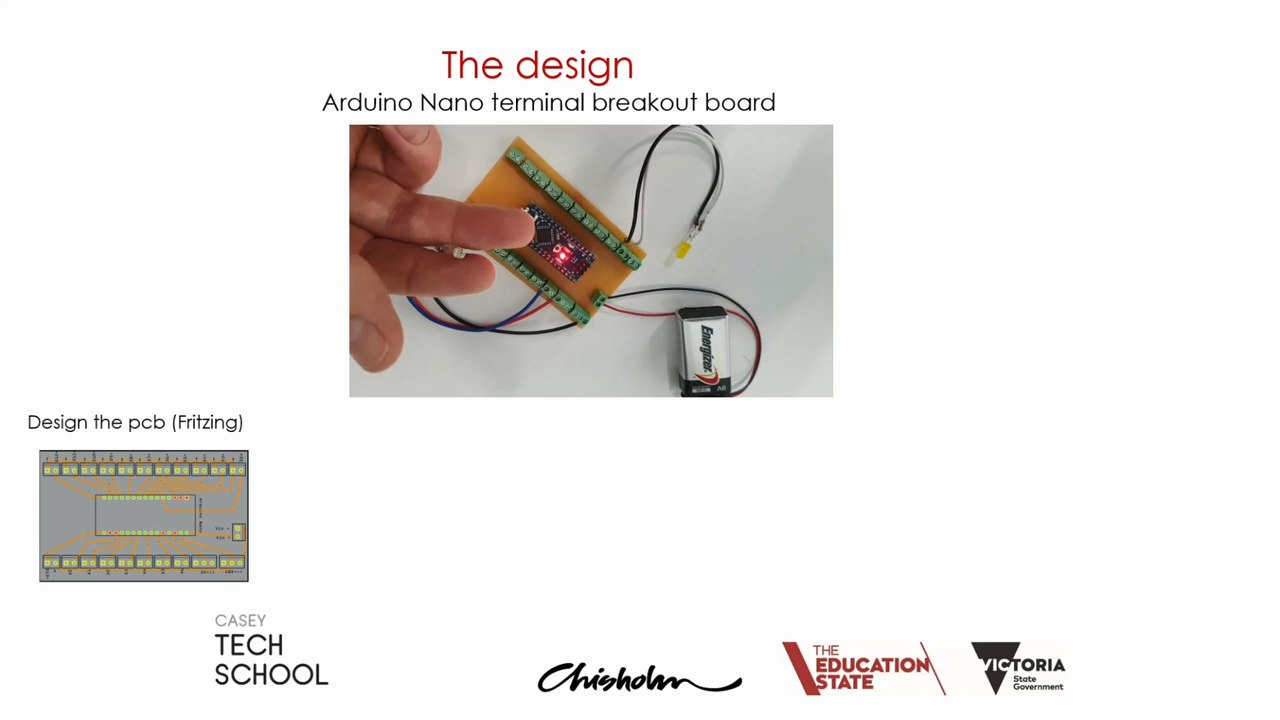 The design
Arduino Nano terminal breakout board
Energizer
Design the pcb (Fritzing)
CASEY
TECH
SCHOOL
Chisholm
THE
EDUCATION
STATE
VICTORIA
State
Government